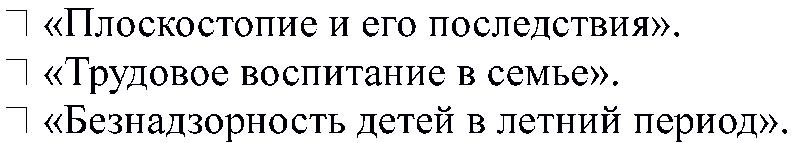 «Плоскостопие и его последствия».
«Трудовое воспитание в семье».
«Безнадзорность детей в летний период».